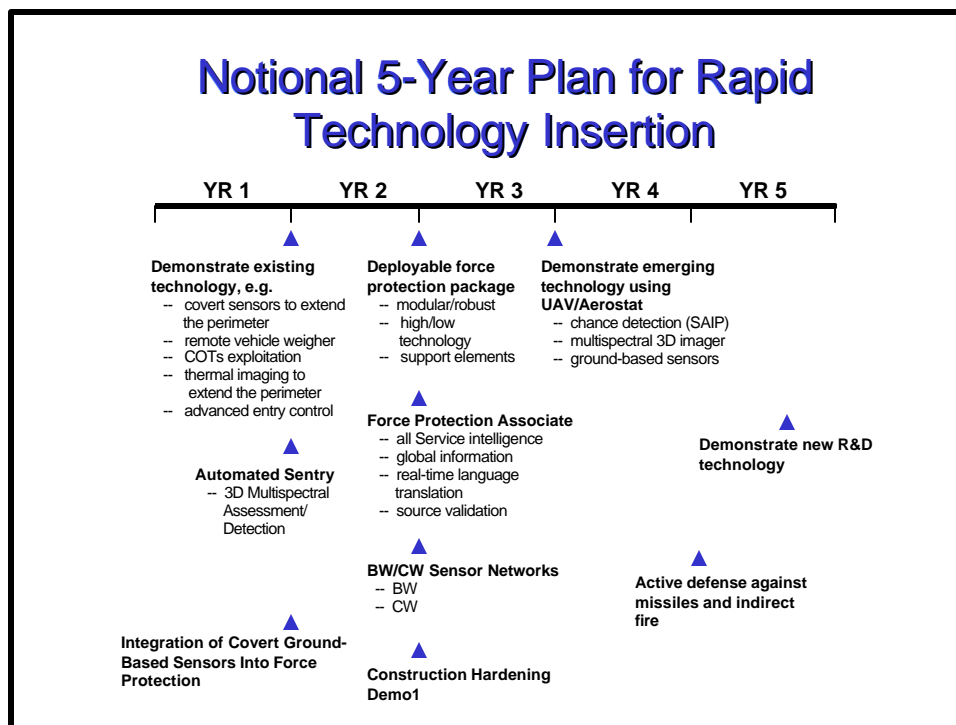 Notional 5-Year Plan for Rapid
Technology Insertion
YR 1 YR 2 YR 3 YR 4 YR 5
Demonstrate existing
technology, e.g.
-- covert sensors to extend
the perimeter
-- remote vehicle weigher
-- COTs exploitation
-- thermal imaging to
extend the perimeter
-- advanced entry control
Automated Sentry
-- 3D Multispectral
Assessment/
Detection
Integration of Covert Ground-
Based Sensors Into Force
Protection
Deployable force
protection package
-- modular/robust
-- high/low
technology
-- support elements
Force Protection Associate
-- all Service intelligence
-- global information
-- real-time language
translation
-- source validation
BW/CW Sensor Networks
-- BW
-- CW
Construction Hardening
Demo1
Demonstrate emerging
technology using
UAV/Aerostat
-- chance detection (SAIP)
-- multispectral 3D imager
-- ground-based sensors
Demonstrate new R&D
technology
Active defense against
missiles and indirect
fire